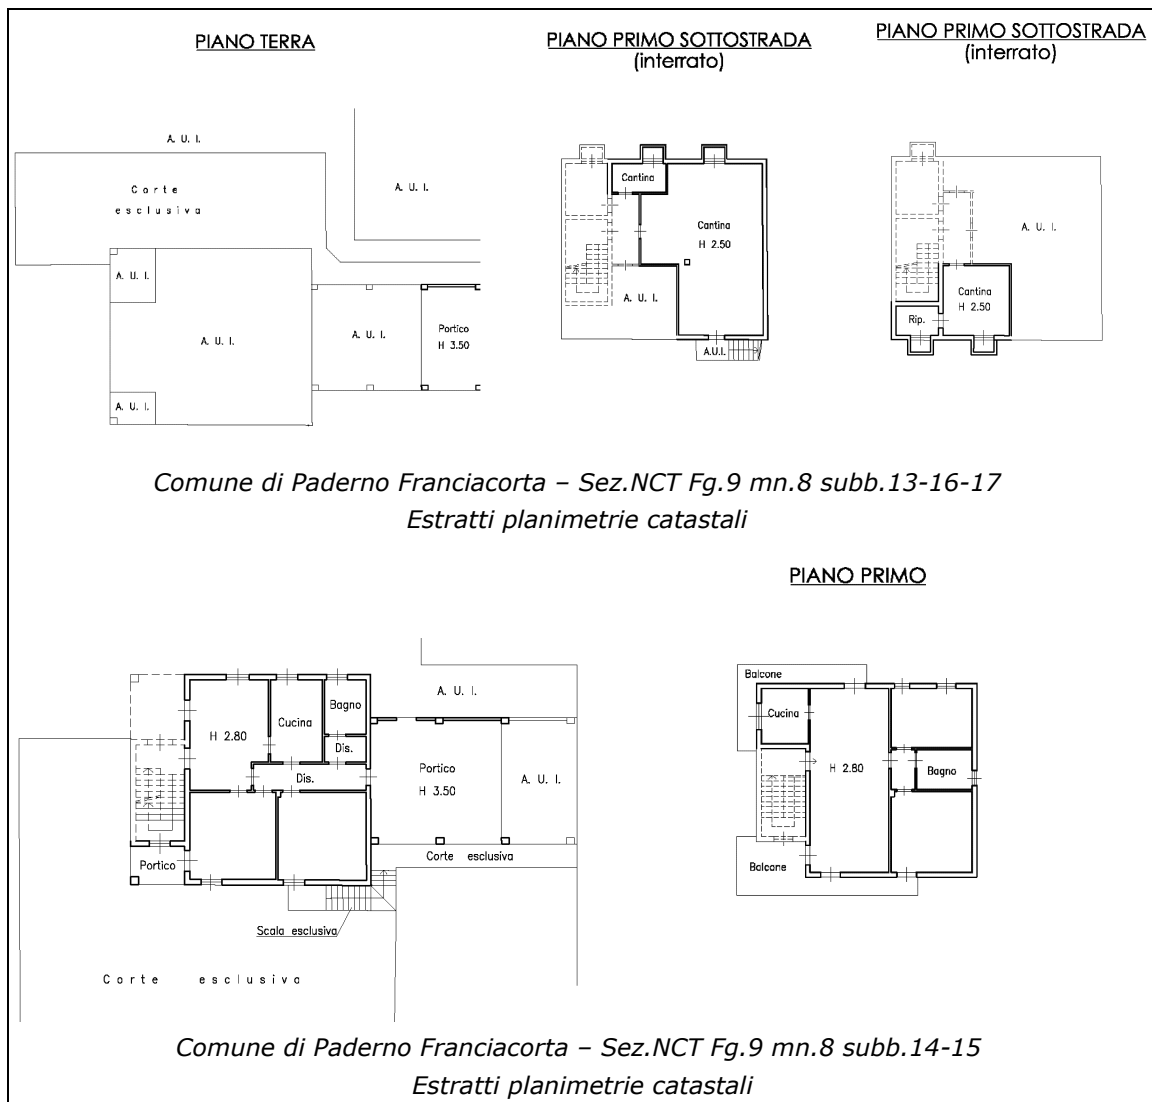 PIANO TERRA
PIANO PRIMO SOTTOSTRADA
(interrato)
PIANO PRIMO SOTTOSTRADA
(interrato)
A. U. I.
Corte
esclusiva
A. U. I.
A. U. I.
A. U. I.
A. U. I.
Portico
H 3.50
A. U. I.
Cantina
Cantina
H 2.50
A. U. I.
A.U.I.
A. U. I.
Cantina
H 2.50
Rip.
Comune di Paderno Franciacorta – Sez.NCT Fg.9 mn.8 subb.13-16-17
Estratti planimetrie catastali
PIANO PRIMO
A. U. I.
Bagno
Cucina
H 2.80
Dis.
Dis.
Portico
H 3.50
A. U. I.
Portico
Corte esclusiva
Scala esclusiva
Corte esclusiva
Balcone
Cucina
H 2.80
Bagno
Balcone
Comune di Paderno Franciacorta – Sez.NCT Fg.9 mn.8 subb.14-15
Estratti planimetrie catastali